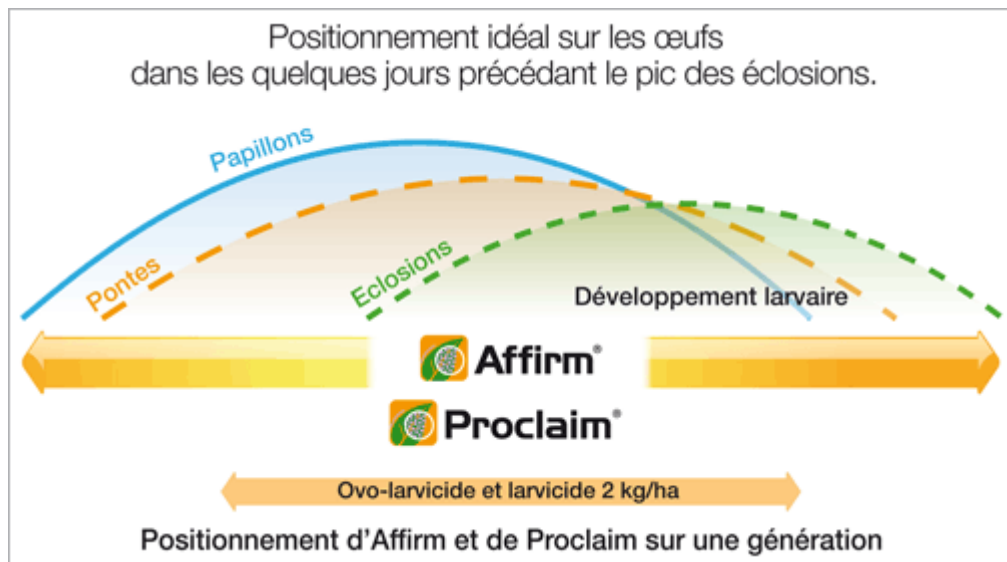 Positionnement idéal sur les œufs
dans les quelques jours précédant le pic des éclosions.
Papillons
Pontes
Eclosions
Développement larvaire
Affirm®
Proclaim®
Ovo-larvicide et larvicide 2 kg/ha
Positionnement d'Affirm et de Proclaim sur une génération